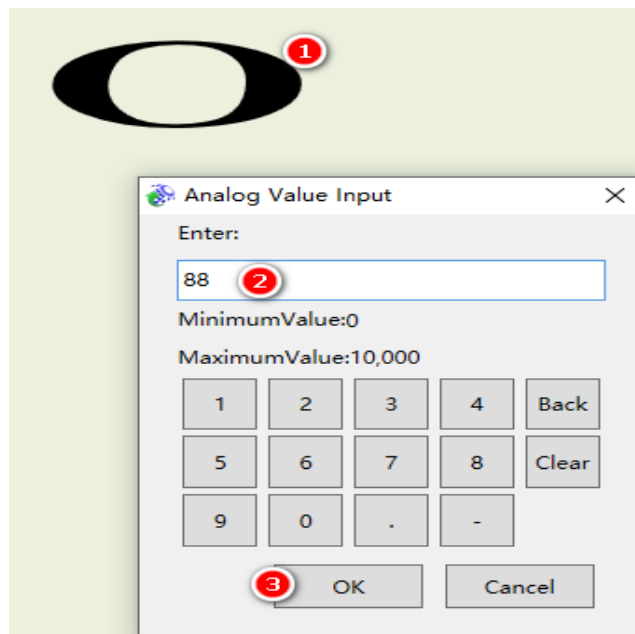 0
1
Analog Value Input
Enter:
88
2
MinimumValue:0
MaximumValue:10,000
1 2 3 4 Back
5 6 7 8 Clear
9 0 . -
3 OK Cancel